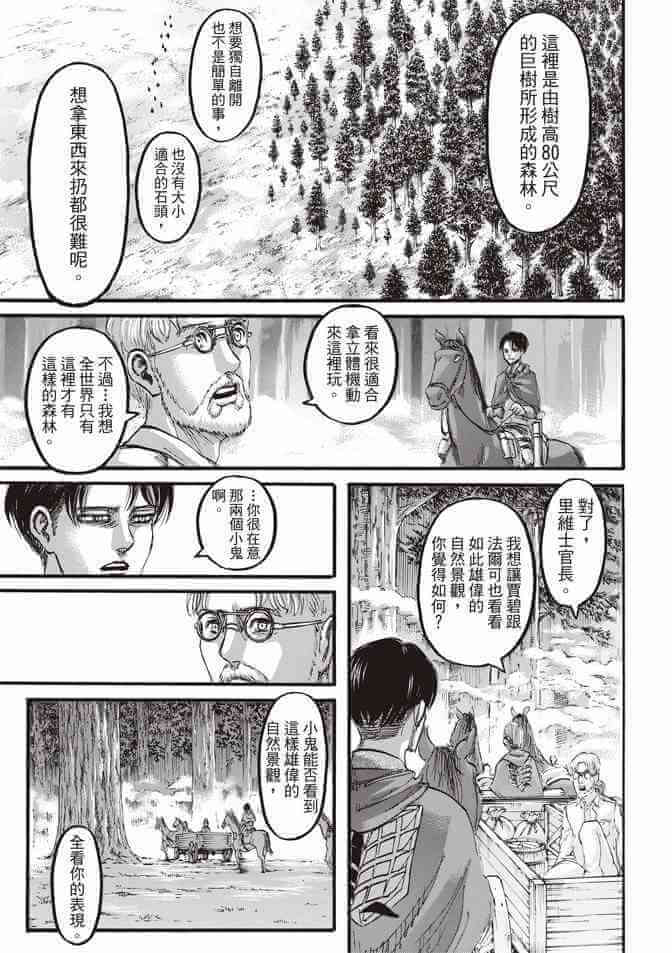 這裡是由樹高80公尺
的巨樹所形成的森林。
想要獨自離開
也不是簡單的事，
也沒有大小
適合的石頭，
想拿東西來扔都很難呢。
看來很適合
拿立體機動
來這裡玩。
不過…我想
全世界只有
這裡才有
這樣的森林。
對了，
里維士官長。
我想讓賈碧跟
法爾可也看看
如此雄偉的
自然景觀，
你覺得如何？
…你很在意
那兩個小鬼
啊。
小鬼能否看到
這樣雄偉的
自然景觀，
全看你的表現。